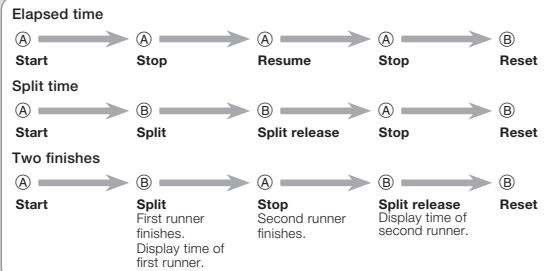 Elapsed time
Ⓐ Ⓐ Ⓐ Ⓐ Ⓑ
Start Stop Resume Stop Reset
Split time
Ⓐ Ⓑ Ⓑ Ⓐ Ⓑ
Start Split Split release Stop Reset
Two finishes
Ⓐ Ⓑ Ⓐ Ⓑ Ⓑ
Start Split Stop Split release Reset
First runner Second runner Display time of
finishes. finishes. second runner.
Display time of
first runner.